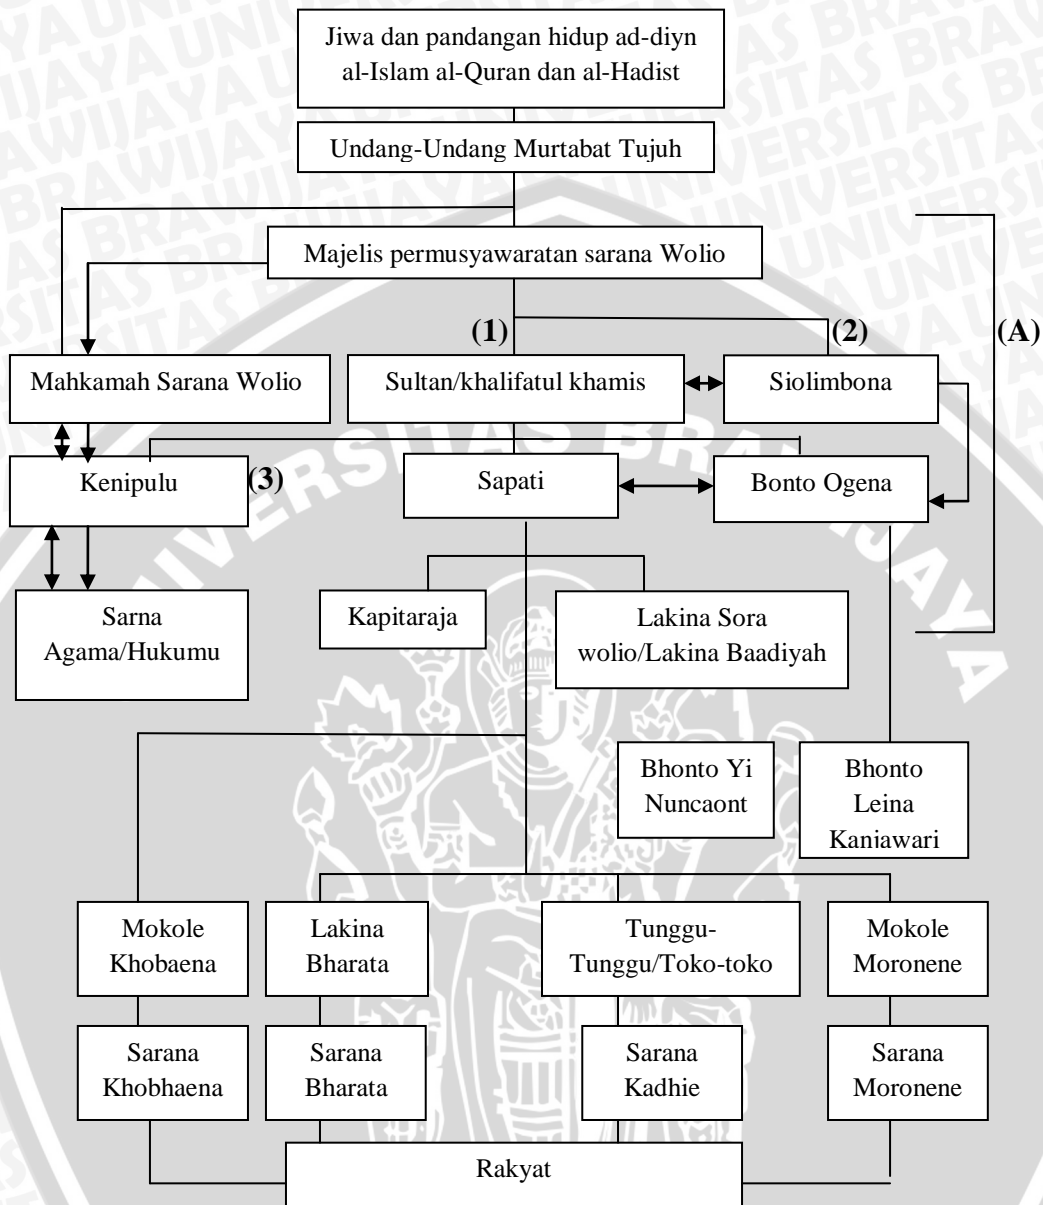 Jiwa dan pandangan hidup ad-diyn
al-Islam al-Quran dan al-Hadist
Undang-Undang Murtabat Tujuh
Majelis permusyawaratan sarana Wolio
(1)
(2)
(A)
Mahkamah Sarana Wolio
Sultan/khalifatul khamis
Siolimbona
Kenipulu
(3)
Sapati
Bonto Ogena
Sarna
Agama/Hukumu
Kapitaraja
Lakina Sora
wolio/Lakina Baadiyah
Bhonto Yi
Nuncaont
Bhonto
Leina
Kanjawari
Mokole
Khobaena
Lakina
Bharata
Tunggu-
Tunggu/Toko-toko
Mokole
Moronene
Sarana
Khobhaena
Sarana
Bharata
Sarana
Kadhie
Sarana
Moronene
Rakyat
UNIVERSITAS BRAWIJAYA